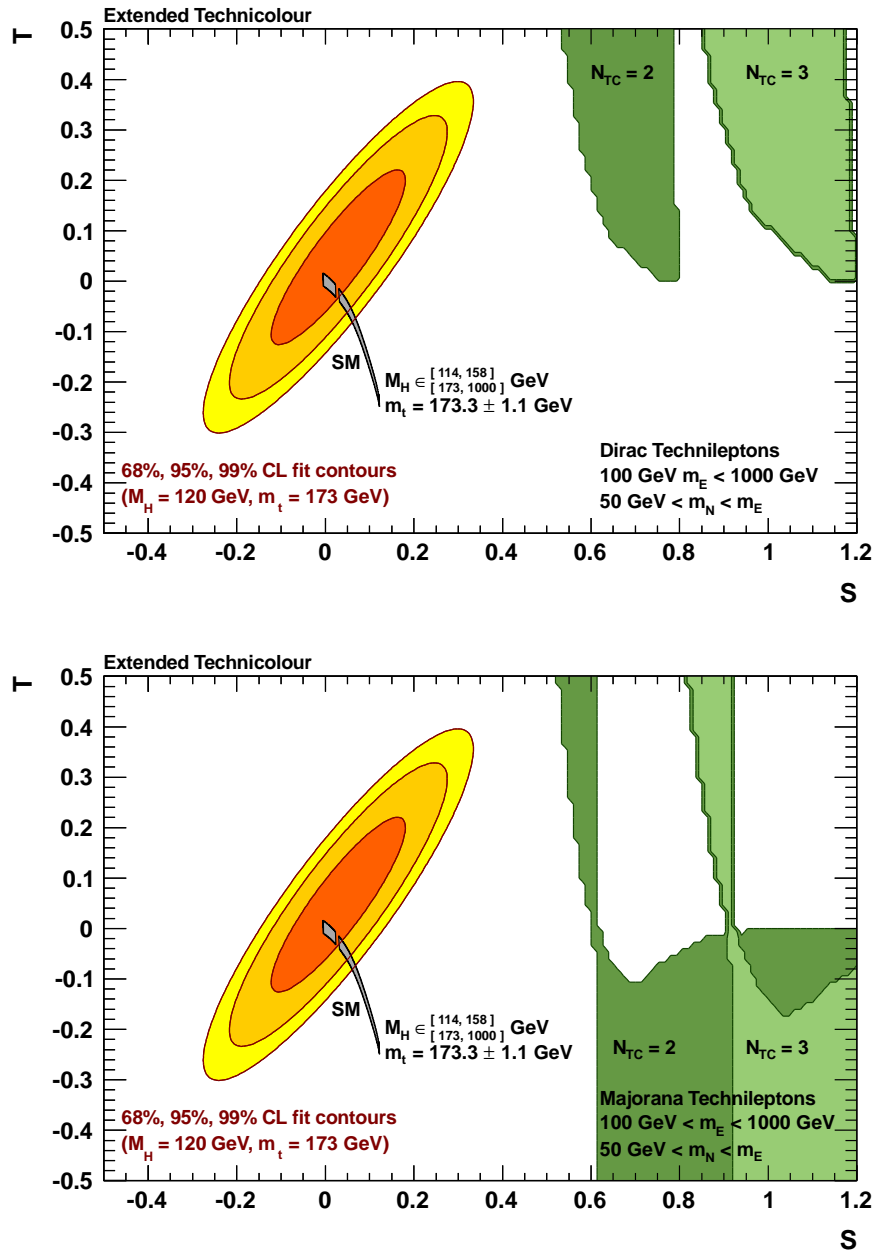 Extended Technicolour
T
0.5
0.4
0.3
0.2
0.1
0
-0.1
-0.2
-0.3
-0.4
-0.5
N_TC = 2
N_TC = 3
SM
M_H ∈ [ 114, 158 ] [ 173, 1000 ] GeV
m_t = 173.3 ± 1.1 GeV
68%, 95%, 99% CL fit contours
(M_H = 120 GeV, m_t = 173 GeV)
Dirac Technileptons
100 GeV m_E < 1000 GeV
50 GeV < m_N < m_E
-0.4 -0.2 0 0.2 0.4 0.6 0.8 1 1.2
S
Extended Technicolour
T
0.5
0.4
0.3
0.2
0.1
0
-0.1
-0.2
-0.3
-0.4
-0.5
SM
M_H ∈ [ 114, 158 ] [ 173, 1000 ] GeV
m_t = 173.3 ± 1.1 GeV
N_TC = 2
N_TC = 3
68%, 95%, 99% CL fit contours
(M_H = 120 GeV, m_t = 173 GeV)
Majorana Technileptons
100 GeV < m_E < 1000 GeV
50 GeV < m_N < m_E
-0.4 -0.2 0 0.2 0.4 0.6 0.8 1 1.2
S